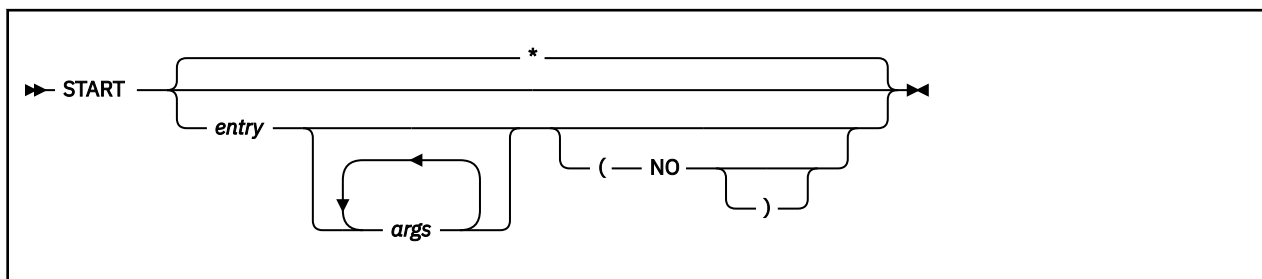 *
START
entry
( NO
)
args